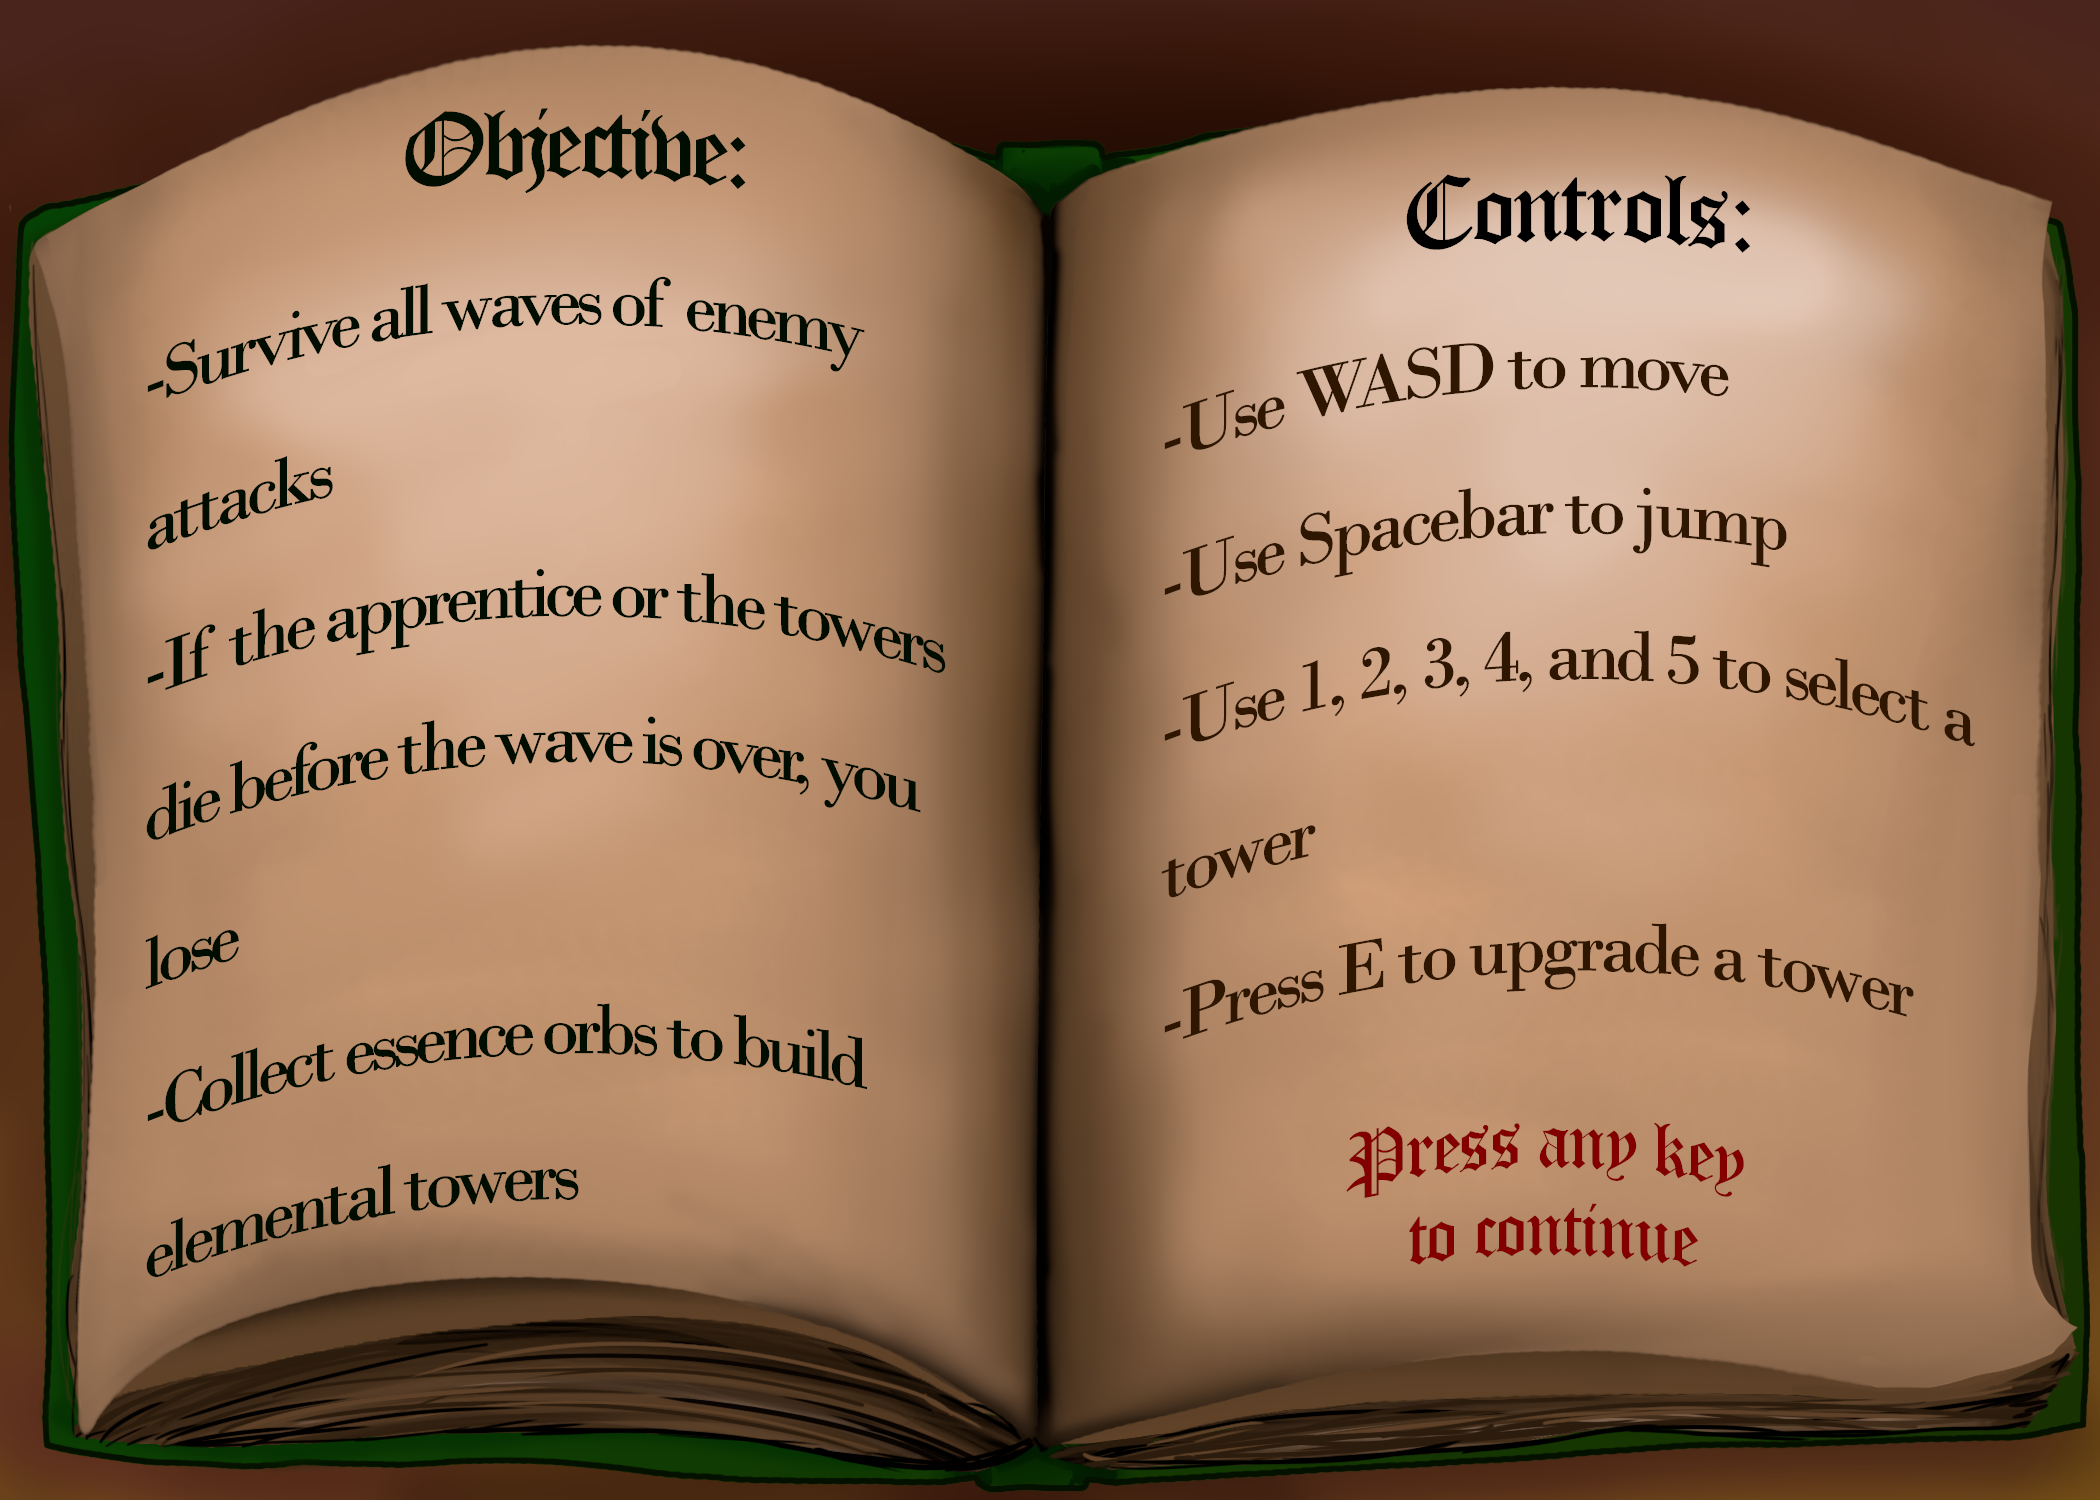 Objective:
-Survive all waves of enemy
attacks
-If the apprentice or the towers
die before the wave is over, you
lose
-Collect essence orbs to build
elemental towers
Controls:
-Use WASD to move
-Use Spacebar to jump
-Use 1, 2, 3, 4, and 5 to select a
tower
-Press E to upgrade a tower
Press any key
to continue